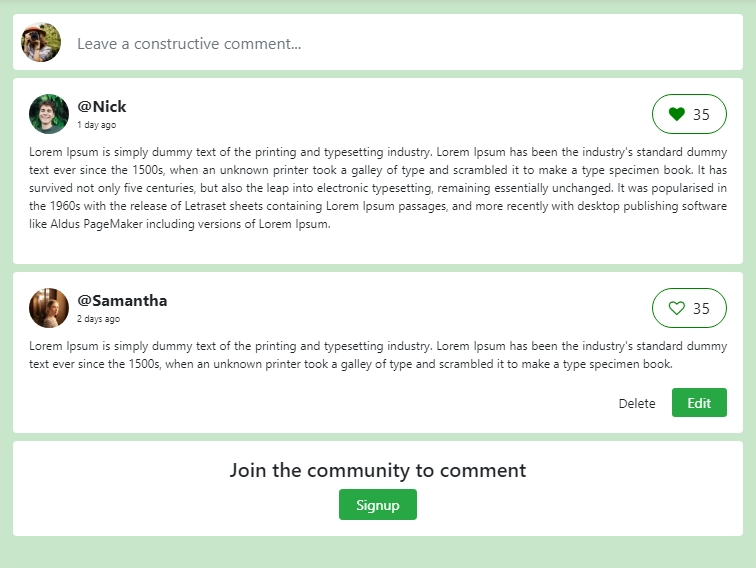 Leave a constructive comment...
@Nick
35
1 day ago
Lorem Ipsum is simply dummy text of the printing and typesetting industry. Lorem Ipsum has been the industry's standard dummy
text ever since the 1500s, when an unknown printer took a galley of type and scrambled it to make a type specimen book. It has
survived not only five centuries, but also the leap into electronic typesetting, remaining essentially unchanged. It was popularised in
the 1960s with the release of Letraset sheets containing Lorem Ipsum passages, and more recently with desktop publishing software
like Aldus PageMaker including versions of Lorem Ipsum.
@Samantha
35
2 days ago
Lorem Ipsum is simply dummy text of the printing and typesetting industry. Lorem Ipsum has been the industry's standard dummy
text ever since the 1500s, when an unknown printer took a galley of type and scrambled it to make a type specimen book.
Delete Edit
Join the community to comment
Signup